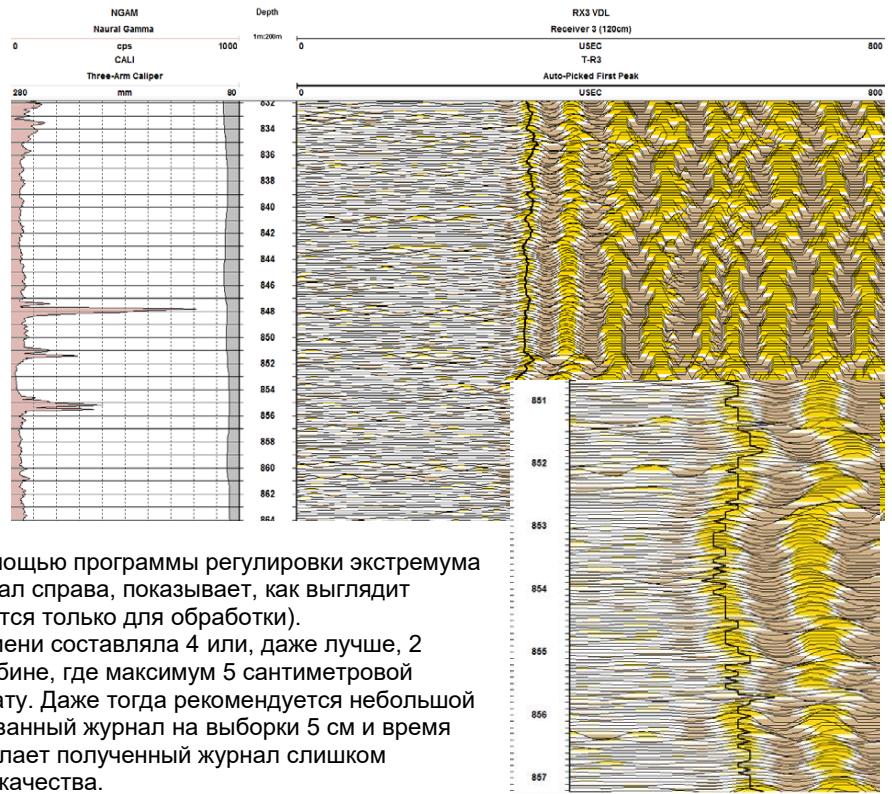 NGAM
Naural Gamma
0 cps 1000
CALI
Three-Arm Caliper
280 mm 80
Depth
1m:200m
RX3 VDL
Receiver 3 (120cm)
0 USEC 800
T-R3
Auto-Picked First Peak
0 USEC 800
832
834
836
838
840
842
844
846
848
850
852
854
856
858
860
862
864
851
852
853
854
855
856
857
мощью программы регулировки экстремума
ал справа, показывает, как выглядит
тся только для обработки).
мени составляла 4 или, даже лучше, 2
бине, где максимум 5 сантиметровой
ату. Даже тогда рекомендуется небольшой
ванный журнал на выборки 5 см и время
лает полученный журнал слишком
качества.